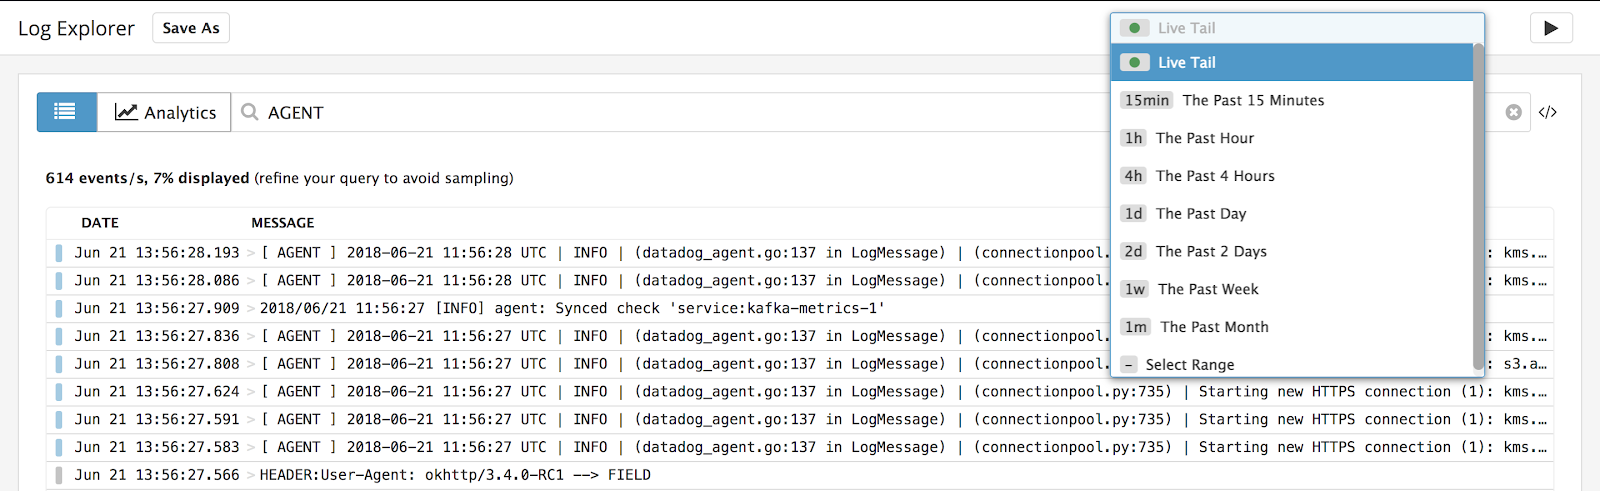 Log Explorer Save As
Live Tail
Live Tail
15min The Past 15 Minutes
1h The Past Hour
4h The Past 4 Hours
1d The Past Day
2d The Past 2 Days
1w The Past Week
1m The Past Month
– Select Range
Analytics AGENT </>
614 events/s, 7% displayed (refine your query to avoid sampling)
DATE MESSAGE
Jun 21 13:56:28.193 > [ AGENT ] 2018-06-21 11:56:28 UTC | INFO | (datadog_agent.go:137 in LogMessage) | (connectionpool. : kms.…
Jun 21 13:56:28.086 > [ AGENT ] 2018-06-21 11:56:28 UTC | INFO | (datadog_agent.go:137 in LogMessage) | (connectionpool. : kms.…
Jun 21 13:56:27.909 > 2018/06/21 11:56:27 [INFO] agent: Synced check 'service:kafka-metrics-1'
Jun 21 13:56:27.836 > [ AGENT ] 2018-06-21 11:56:27 UTC | INFO | (datadog_agent.go:137 in LogMessage) | (connectionpool. : kms.…
Jun 21 13:56:27.808 > [ AGENT ] 2018-06-21 11:56:27 UTC | INFO | (datadog_agent.go:137 in LogMessage) | (connectionpool. : s3.a…
Jun 21 13:56:27.624 > [ AGENT ] 2018-06-21 11:56:27 UTC | INFO | (datadog_agent.go:137 in LogMessage) | (connectionpool.py:735) | Starting new HTTPS connection (1): kms.…
Jun 21 13:56:27.591 > [ AGENT ] 2018-06-21 11:56:27 UTC | INFO | (datadog_agent.go:137 in LogMessage) | (connectionpool.py:735) | Starting new HTTPS connection (1): kms.…
Jun 21 13:56:27.583 > [ AGENT ] 2018-06-21 11:56:27 UTC | INFO | (datadog_agent.go:137 in LogMessage) | (connectionpool.py:735) | Starting new HTTPS connection (1): kms.…
Jun 21 13:56:27.566 > HEADER:User-Agent: okhttp/3.4.0-RC1 --> FIELD